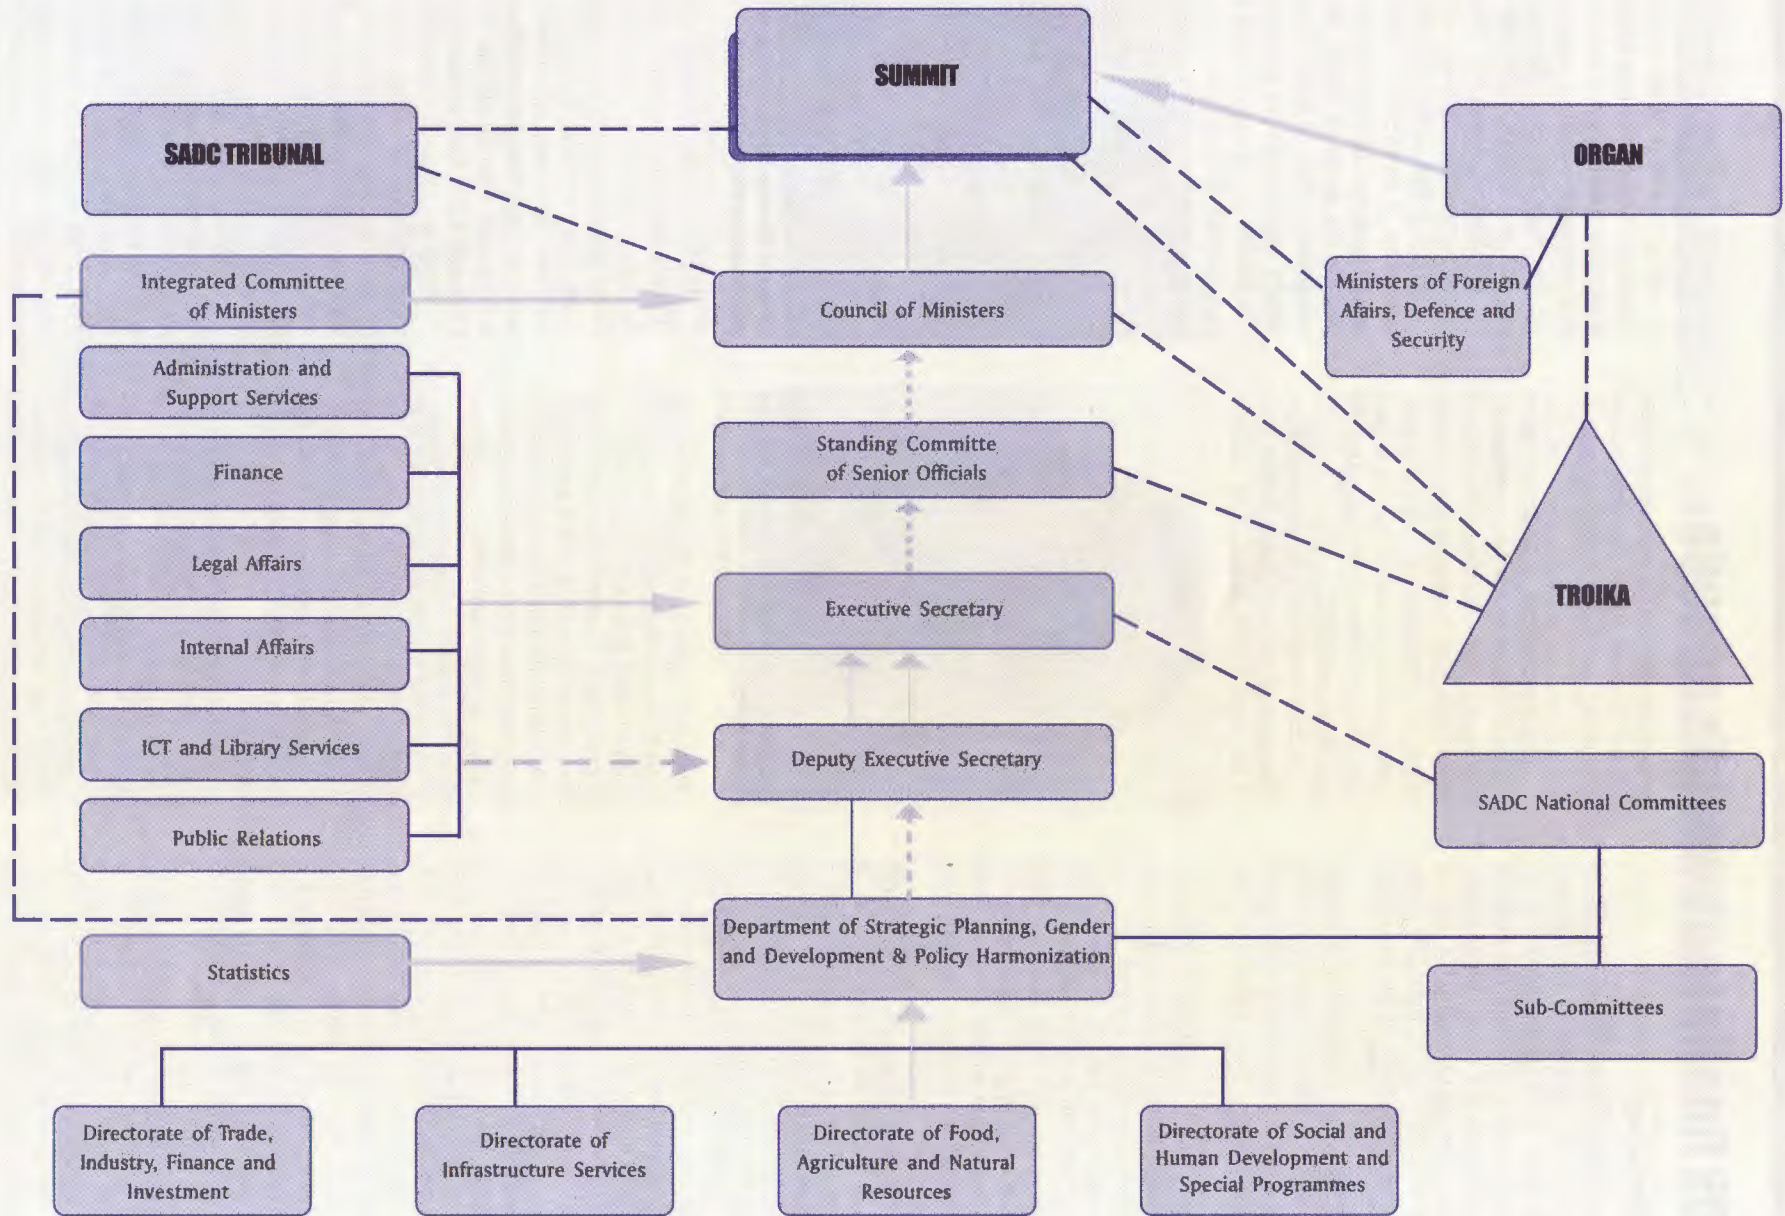 SUMMIT
SADC TRIBUNAL
ORGAN
Integrated Committee
of Ministers
Council of Ministers
Ministers of Foreign
Afairs, Defence and
Security
Administration and
Support Services
Finance
Standing Committe
of Senior Officials
Legal Affairs
Executive Secretary
TROIKA
Internal Affairs
ICT and Library Services
Deputy Executive Secretary
SADC National Committees
Public Relations
Department of Strategic Planning, Gender
and Development & Policy Harmonization
Statistics
Sub-Committees
Directorate of Trade,
Industry, Finance and
Investment
Directorate of
Infrastructure Services
Directorate of Food,
Agriculture and Natural
Resources
Directorate of Social and
Human Development and
Special Programmes